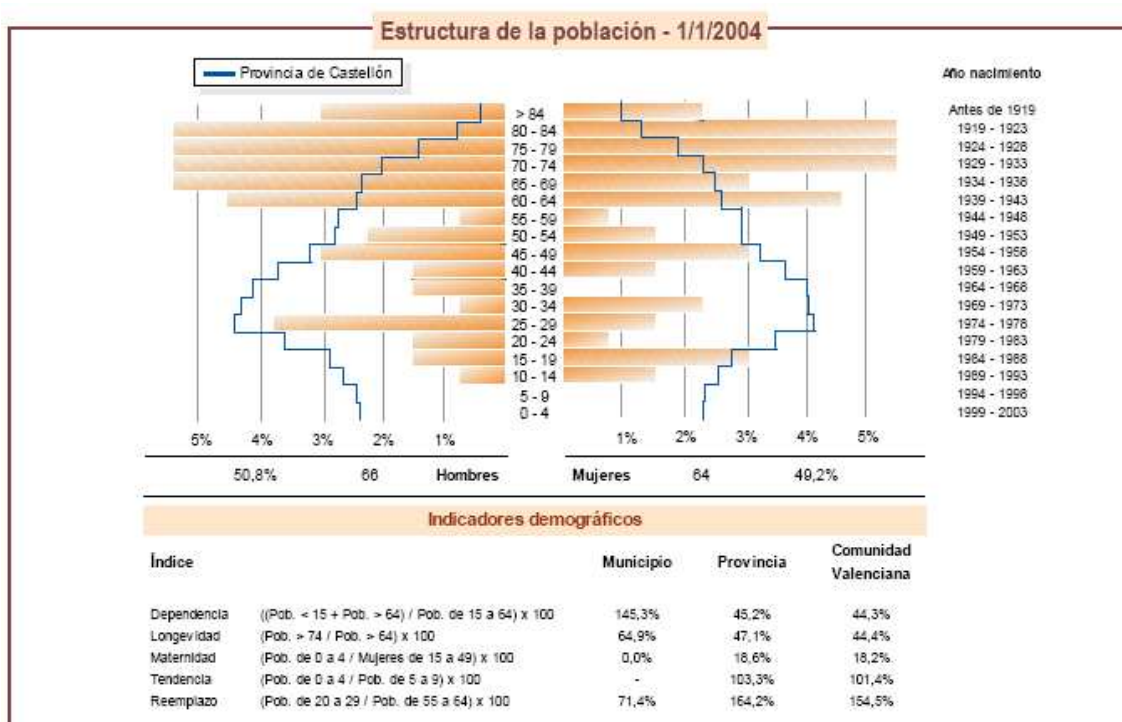 Estructura de la población - 1/1/2004
Provincia de Castellón
Año nacimiento
> 84 Antes de 1919
80 - 84 1919 - 1923
75 - 79 1924 - 1928
70 - 74 1929 - 1933
65 - 69 1934 - 1938
60 - 64 1939 - 1943
55 - 59 1944 - 1948
50 - 54 1949 - 1953
45 - 49 1954 - 1958
40 - 44 1959 - 1963
35 - 39 1964 - 1968
30 - 34 1969 - 1973
25 - 29 1974 - 1978
20 - 24 1979 - 1983
15 - 19 1984 - 1988
10 - 14 1989 - 1993
5 - 9 1994 - 1998
0 - 4 1999 - 2003
5% 4% 3% 2% 1% 1% 2% 3% 4% 5%
50,8% 66 Hombres Mujeres 64 49,2%
Indicadores demográficos
Índice Municipio Provincia Comunidad Valenciana
Dependencia ((Pob. < 15 + Pob. > 64) / Pob. de 15 a 64) x 100 145,3% 45,2% 44,3%
Longevidad (Pob. > 74 / Pob. > 64) x 100 64,9% 47,1% 44,4%
Maternidad (Pob. de 0 a 4 / Mujeres de 15 a 49) x 100 0,0% 18,6% 18,2%
Tendencia (Pob. de 0 a 4 / Pob. de 5 a 9) x 100 - 103,3% 101,4%
Reemplazo (Pob. de 20 a 29 / Pob. de 55 a 64) x 100 71,4% 164,2% 154,5%